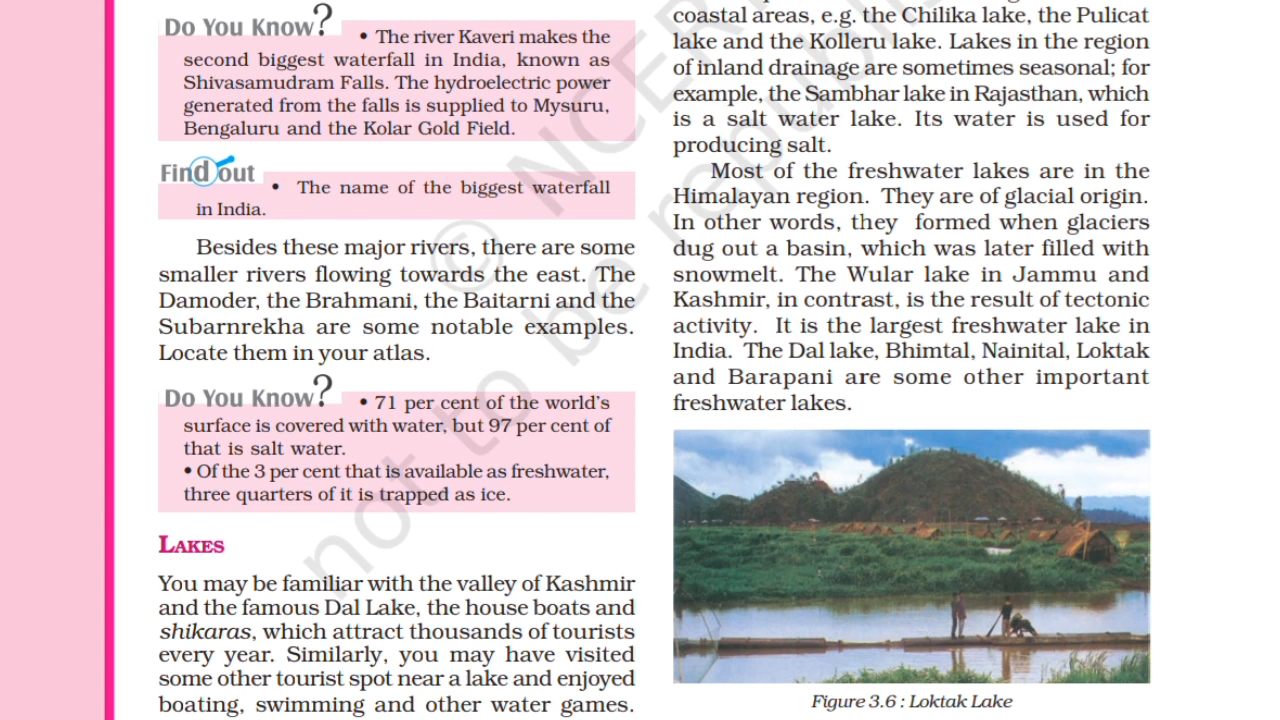 Do You Know?
• The river Kaveri makes the
second biggest waterfall in India, known as
Shivasamudram Falls. The hydroelectric power
generated from the falls is supplied to Mysuru,
Bengaluru and the Kolar Gold Field.
Find out
• The name of the biggest waterfall
in India.
Besides these major rivers, there are some
smaller rivers flowing towards the east. The
Damoder, the Brahmani, the Baitarni and the
Subarnrekha are some notable examples.
Locate them in your atlas.
Do You Know?
• 71 per cent of the world's
surface is covered with water, but 97 per cent of
that is salt water.
• Of the 3 per cent that is available as freshwater,
three quarters of it is trapped as ice.
LAKES
You may be familiar with the valley of Kashmir
and the famous Dal Lake, the house boats and
shikaras, which attract thousands of tourists
every year. Similarly, you may have visited
some other tourist spot near a lake and enjoyed
boating, swimming and other water games.
coastal areas, e.g. the Chilika lake, the Pulicat
lake and the Kolleru lake. Lakes in the region
of inland drainage are sometimes seasonal; for
example, the Sambhar lake in Rajasthan, which
is a salt water lake. Its water is used for
producing salt.
Most of the freshwater lakes are in the
Himalayan region. They are of glacial origin.
In other words, they formed when glaciers
dug out a basin, which was later filled with
snowmelt. The Wular lake in Jammu and
Kashmir, in contrast, is the result of tectonic
activity. It is the largest freshwater lake in
India. The Dal lake, Bhimtal, Nainital, Loktak
and Barapani are some other important
freshwater lakes.
Figure 3.6 : Loktak Lake
© NCER
not to be republi